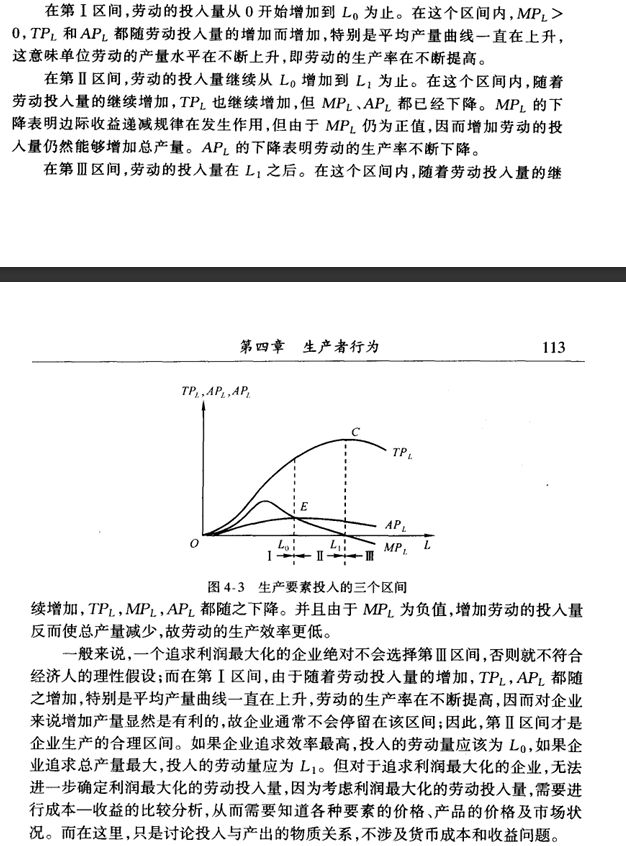 在第Ⅰ区间,劳动的投入量从 0 开始增加到 L₀ 为止。在这个区间内,MP_L>
0,TP_L 和 AP_L 都随劳动投入量的增加而增加,特别是平均产量曲线一直在上升,
这意味单位劳动的产量水平在不断上升,即劳动的生产率在不断提高。
在第Ⅱ区间,劳动的投入量继续从 L₀ 增加到 L₁ 为止。在这个区间内,随着
劳动投入量的继续增加,TP_L 也继续增加,但 MP_L、AP_L 都已经下降。MP_L 的下
降表明边际收益递减规律在发生作用,但由于 MP_L 仍为正值,因而增加劳动的投
入量仍然能够增加总产量。AP_L 的下降表明劳动的生产率不断下降。
在第Ⅲ区间,劳动的投入量在 L₁ 之后。在这个区间内,随着劳动投入量的继
第四章 生产者行为 113
TP_L,AP_L,AP_L
C
TP_L
E
AP_L
O L₀ L₁ MP_L L
Ⅰ Ⅱ Ⅲ
图 4-3 生产要素投入的三个区间
续增加,TP_L,MP_L,AP_L 都随之下降。并且由于 MP_L 为负值,增加劳动的投入量
反而使总产量减少,故劳动的生产效率更低。
一般来说,一个追求利润最大化的企业绝对不会选择第Ⅲ区间,否则就不符合
经济人的理性假设;而在第Ⅰ区间,由于随着劳动投入量的增加,TP_L,AP_L 都随
之增加,特别是平均产量曲线一直在上升,劳动的生产率在不断提高,因而对企业
来说增加产量显然是有利的,故企业通常不会停留在该区间;因此,第Ⅱ区间才是
企业生产的合理区间。如果企业追求效率最高,投入的劳动量应该为 L₀,如果企
业追求总产量最大,投入的劳动量应为 L₁。但对于追求利润最大化的企业,无法
进一步确定利润最大化的劳动投入量,因为考虑利润最大化的劳动投入量,需要进
行成本—收益的比较分析,从而需要知道各种要素的价格、产品的价格及市场状
况。而在这里,只是讨论投入与产出的物质关系,不涉及货币成本和收益问题。